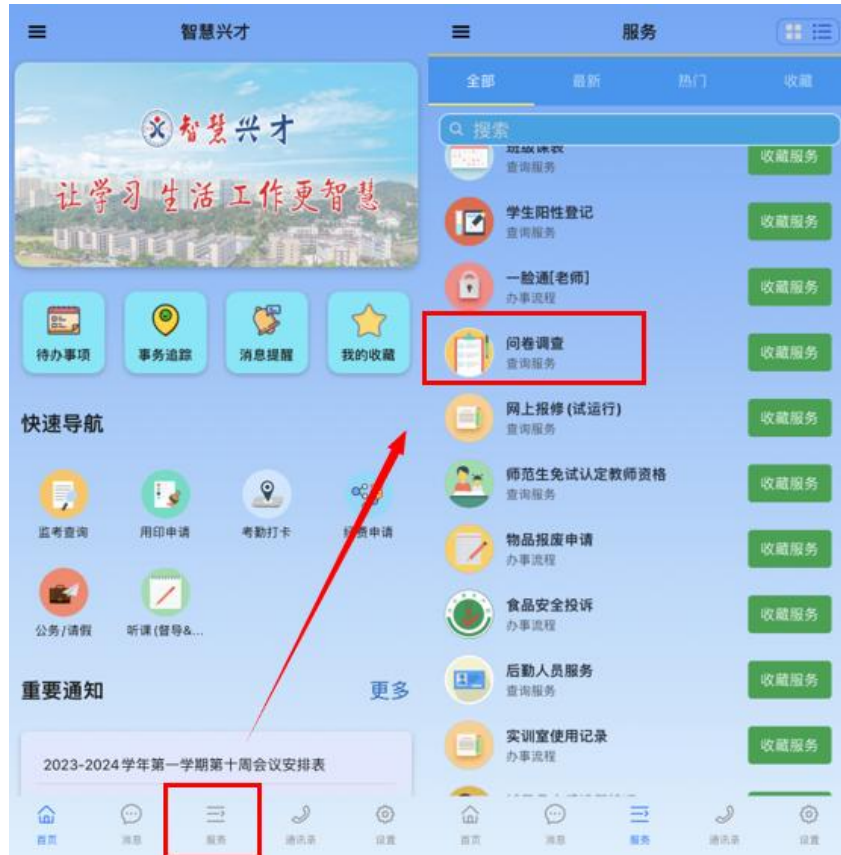 智慧兴才
智慧兴才
让学习 生活 工作更智慧
待办事项
事务追踪
消息提醒
我的收藏
快速导航
监考查询
用印申请
考勤打卡
经费申请
公务/请假
听课(督导&...
重要通知
更多
2023-2024学年第一学期第十周会议安排表
首页
消息
服务
通讯录
设置
服务
全部
最新
热门
收藏
搜索
班级课表
查询服务
收藏服务
学生阳性登记
查询服务
收藏服务
一脸通[老师]
办事流程
收藏服务
问卷调查
查询服务
收藏服务
网上报修(试运行)
查询服务
收藏服务
师范生免试认定教师资格
查询服务
收藏服务
物品报废申请
办事流程
收藏服务
食品安全投诉
办事流程
收藏服务
后勤人员服务
查询服务
收藏服务
实训室使用记录
办事流程
收藏服务
首页
消息
服务
通讯录
设置